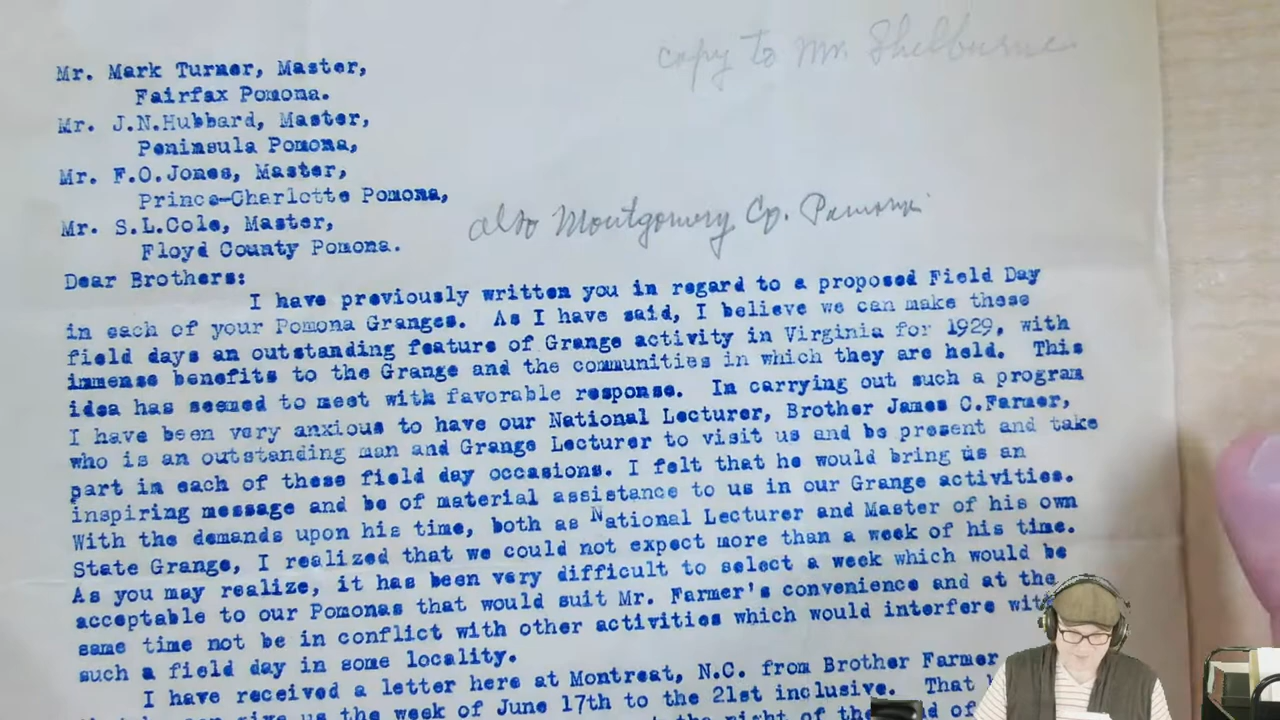 copy to Mr Shelburne
Mr. Mark Turner, Master,
Fairfax Pomona.
Mr. J.N.Hubbard, Master,
Peninsula Pomona,
Mr. F.O.Jones, Master,
Prince-Charlotte Pomona,
Mr. S.L.Cole, Master,
Floyd County Pomona.
also Montgomery Co. Pamona
Dear Brothers:
I have previously written you in regard to a proposed Field Day
in each of your Pomona Granges. As I have said, I believe we can make these
field days an outstanding feature of Grange activity in Virginia for 1929, with
immense benefits to the Grange and the communities in which they are held. This
idea has seemed to meet with favorable response. In carrying out such a program
I have been very anxious to have our National Lecturer, Brother James C.Farmer,
who is an outstanding man and Grange Lecturer to visit us and be present and take
part in each of these field day occasions. I felt that he would bring us an
inspiring message and be of material assistance to us in our Grange activities.
With the demands upon his time, both as National Lecturer and Master of his own
State Grange, I realized that we could not expect more than a week of his time.
As you may realize, it has been very difficult to select a week which would be
acceptable to our Pomonas that would suit Mr. Farmer's convenience and at the
same time not be in conflict with other activities which would interfere with
such a field day in some locality.
I have received a letter here at Montreat, N.C. from Brother Farmer
give us the week of June 17th to the 21st inclusive. That
the night of the